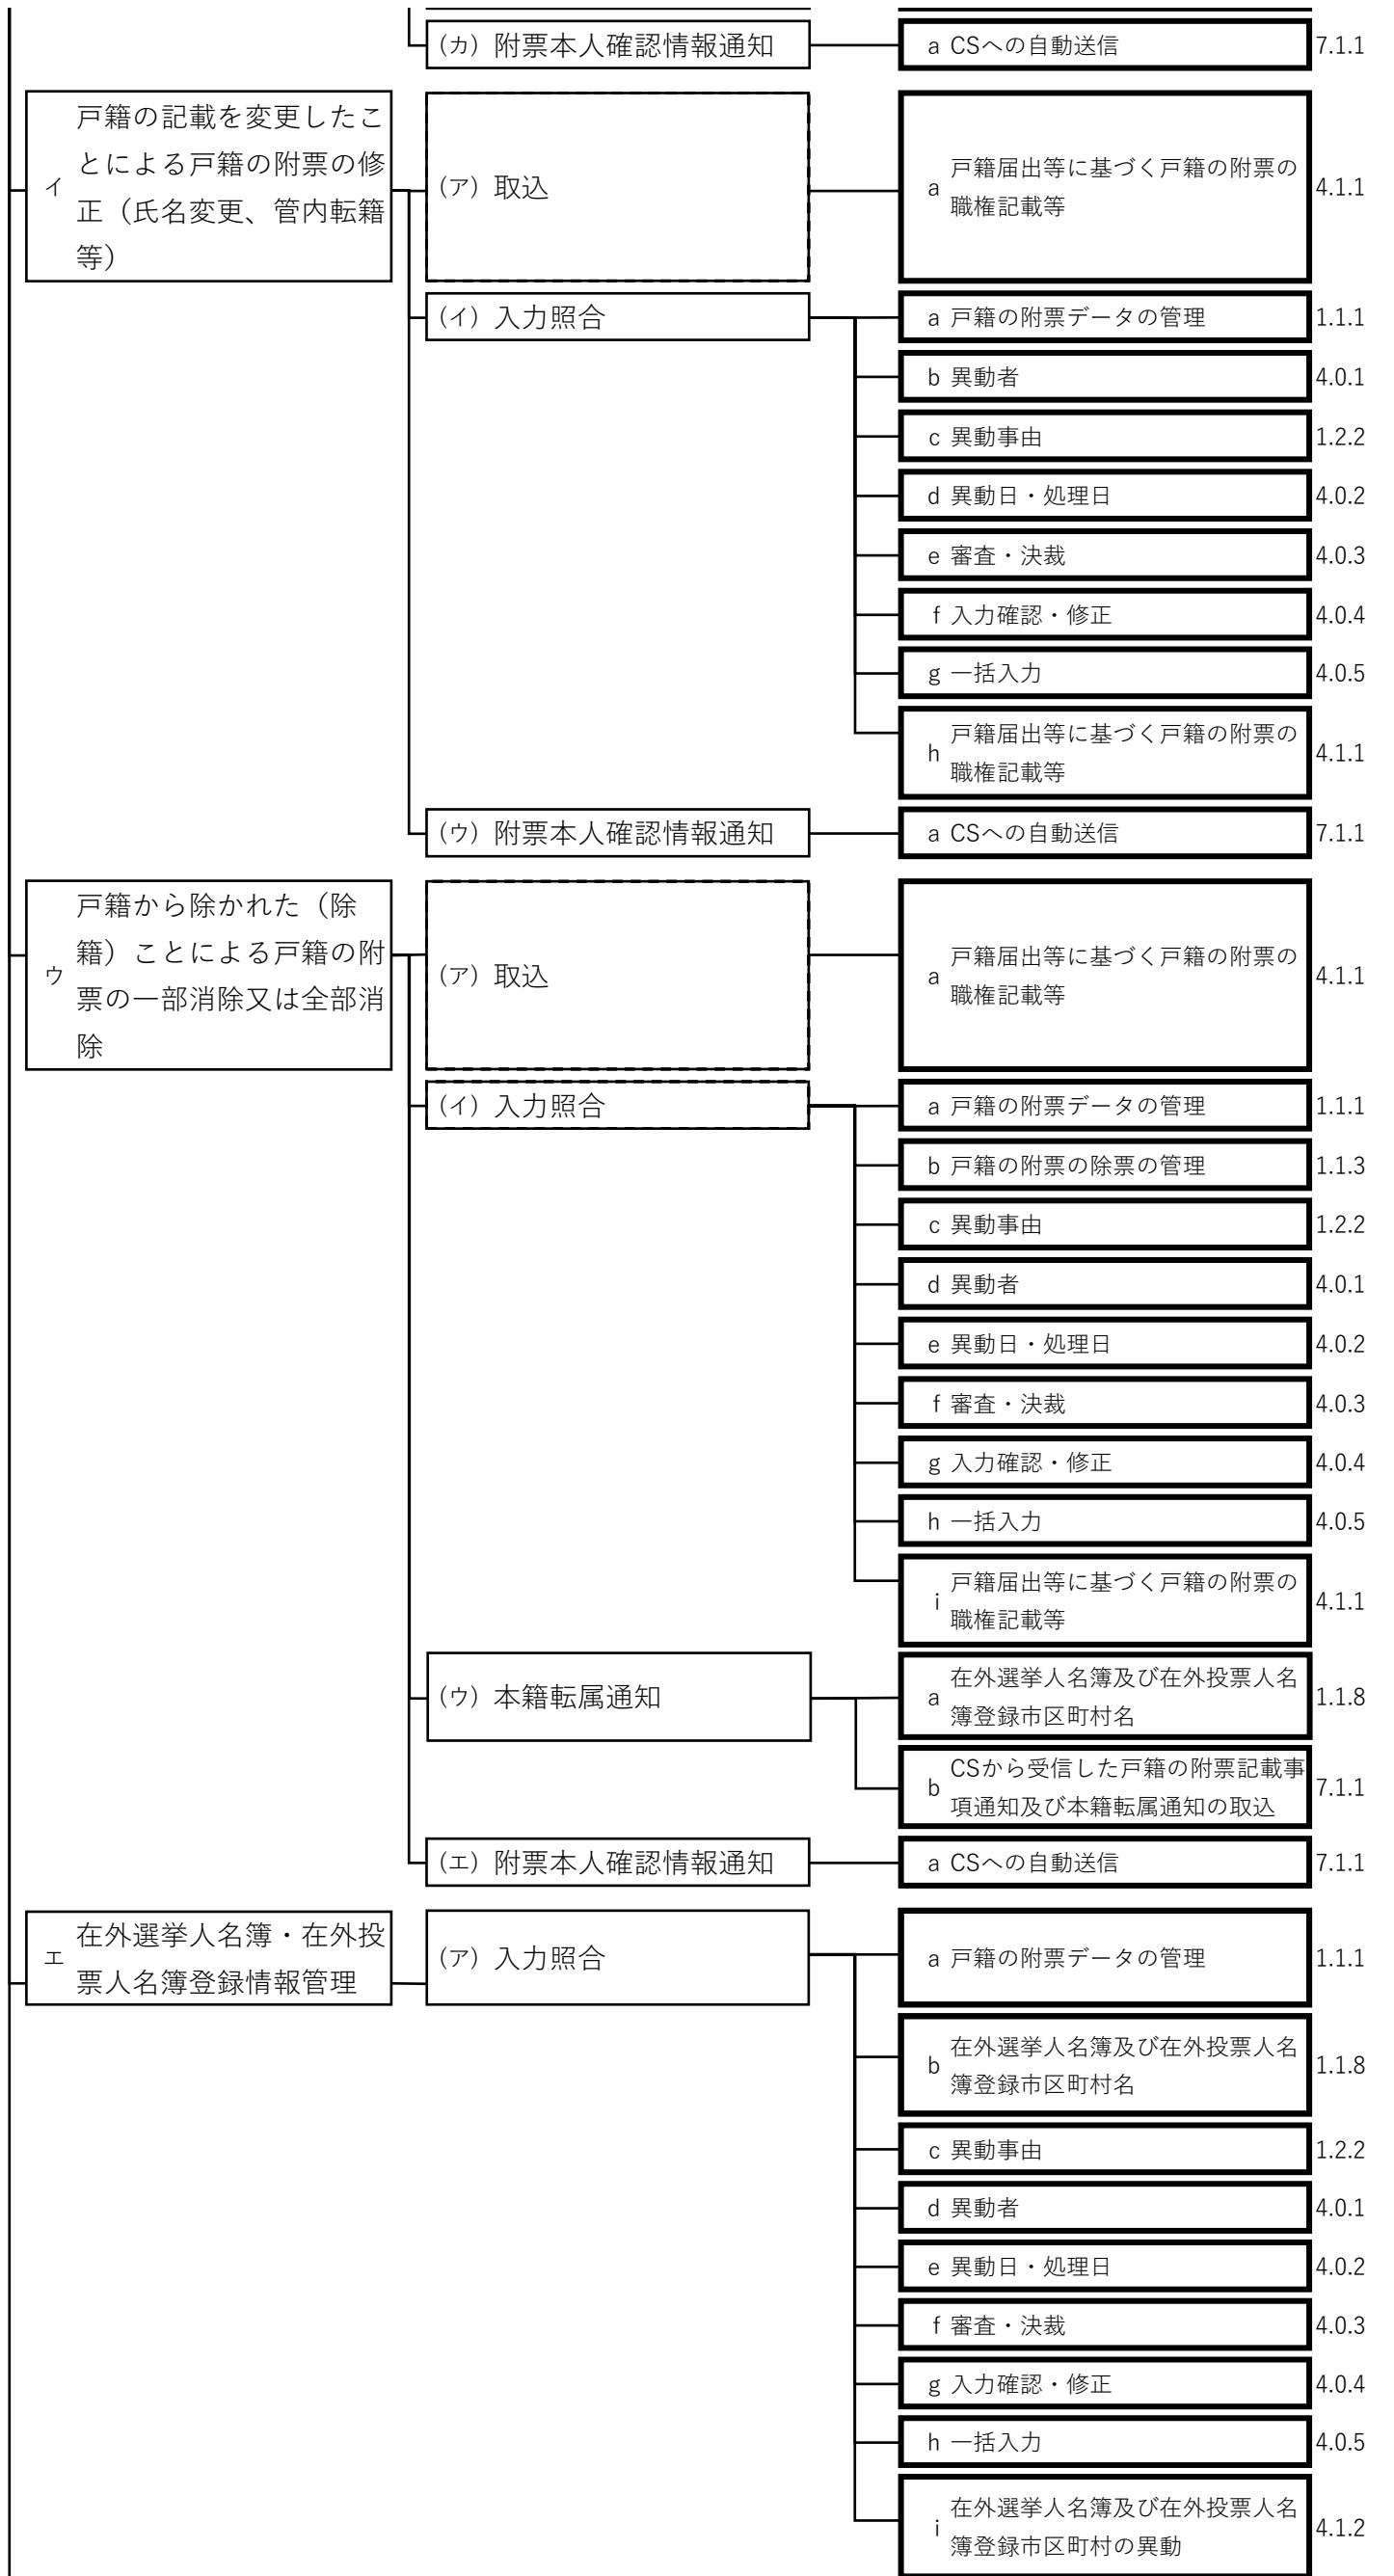 (カ) 附票本人確認情報通知
a CSへの自動送信
7.1.1
イ
戸籍の記載を変更したこ
とによる戸籍の附票の修
正（氏名変更、管内転籍
等）
(ア) 取込
a
戸籍届出等に基づく戸籍の附票の
職権記載等
4.1.1
(イ) 入力照合
a 戸籍の附票データの管理
1.1.1
b 異動者
4.0.1
c 異動事由
1.2.2
d 異動日・処理日
4.0.2
e 審査・決裁
4.0.3
f 入力確認・修正
4.0.4
g 一括入力
4.0.5
h
戸籍届出等に基づく戸籍の附票の
職権記載等
4.1.1
(ウ) 附票本人確認情報通知
a CSへの自動送信
7.1.1
ウ
戸籍から除かれた（除
籍）ことによる戸籍の附
票の一部消除又は全部消
除
(ア) 取込
a
戸籍届出等に基づく戸籍の附票の
職権記載等
4.1.1
(イ) 入力照合
a 戸籍の附票データの管理
1.1.1
b 戸籍の附票の除票の管理
1.1.3
c 異動事由
1.2.2
d 異動者
4.0.1
e 異動日・処理日
4.0.2
f 審査・決裁
4.0.3
g 入力確認・修正
4.0.4
h 一括入力
4.0.5
i
戸籍届出等に基づく戸籍の附票の
職権記載等
4.1.1
(ウ) 本籍転属通知
a
在外選挙人名簿及び在外投票人名
簿登録市区町村名
1.1.8
b
CSから受信した戸籍の附票記載事
項通知及び本籍転属通知の取込
7.1.1
(エ) 附票本人確認情報通知
a CSへの自動送信
7.1.1
エ
在外選挙人名簿・在外投
票人名簿登録情報管理
(ア) 入力照合
a 戸籍の附票データの管理
1.1.1
b
在外選挙人名簿及び在外投票人名
簿登録市区町村名
1.1.8
c 異動事由
1.2.2
d 異動者
4.0.1
e 異動日・処理日
4.0.2
f 審査・決裁
4.0.3
g 入力確認・修正
4.0.4
h 一括入力
4.0.5
i
在外選挙人名簿及び在外投票人名
簿登録市区町村の異動
4.1.2